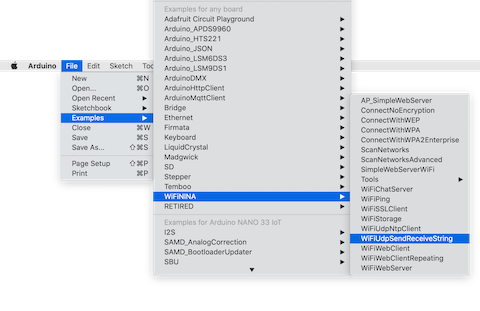 Arduino File Edit Sketch Too
New ⌘N
Open... ⌘O
Open Recent
Sketchbook
Examples
Close ⌘W
Save ⌘S
Save As... ⇧⌘S
Page Setup ⇧⌘P
Print ⌘P
Examples for any board
Adafruit Circuit Playground
Arduino_APDS9960
Arduino_HTS221
Arduino_JSON
Arduino_LSM6DS3
Arduino_LSM9DS1
ArduinoDMX
ArduinoHttpClient
ArduinoMqttClient
Bridge
Ethernet
Firmata
Keyboard
LiquidCrystal
Madgwick
SD
Stepper
Temboo
WiFiNINA
RETIRED
Examples for Arduino NANO 33 IoT
I2S
SAMD_AnalogCorrection
SAMD_BootloaderUpdater
SBU
AP_SimpleWebServer
ConnectNoEncryption
ConnectWithWEP
ConnectWithWPA
ConnectWithWPA2Enterprise
ScanNetworks
ScanNetworksAdvanced
SimpleWebServerWiFi
Tools
WiFiChatServer
WiFiPing
WiFiSSLClient
WiFiStorage
WiFiUdpNtpClient
WiFiUdpSendReceiveString
WiFiWebClient
WiFiWebClientRepeating
WiFiWebServer